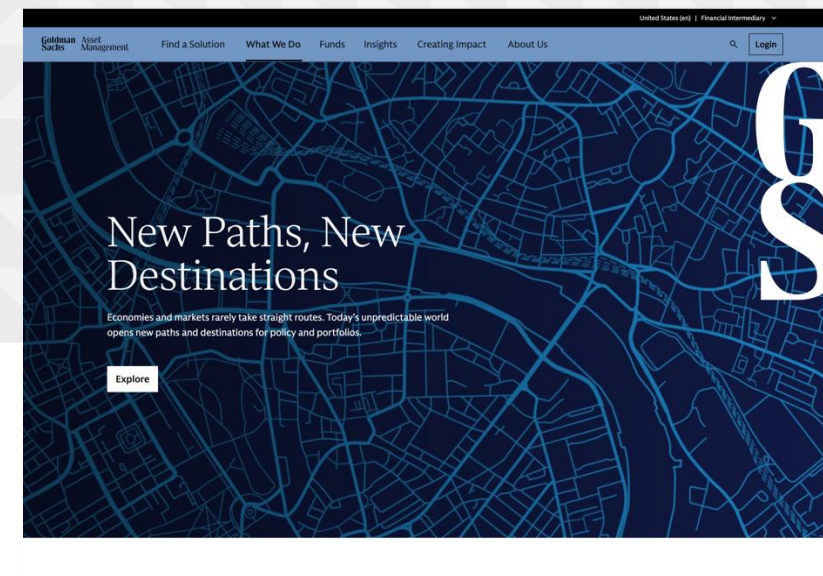 United States (en) | Financial Intermediary
Goldman Sachs Asset Management
Find a Solution
What We Do
Funds
Insights
Creating Impact
About Us
Login
G
S
New Paths, New
Destinations
Economies and markets rarely take straight routes. Today's unpredictable world
opens new paths and destinations for policy and portfolios.
Explore